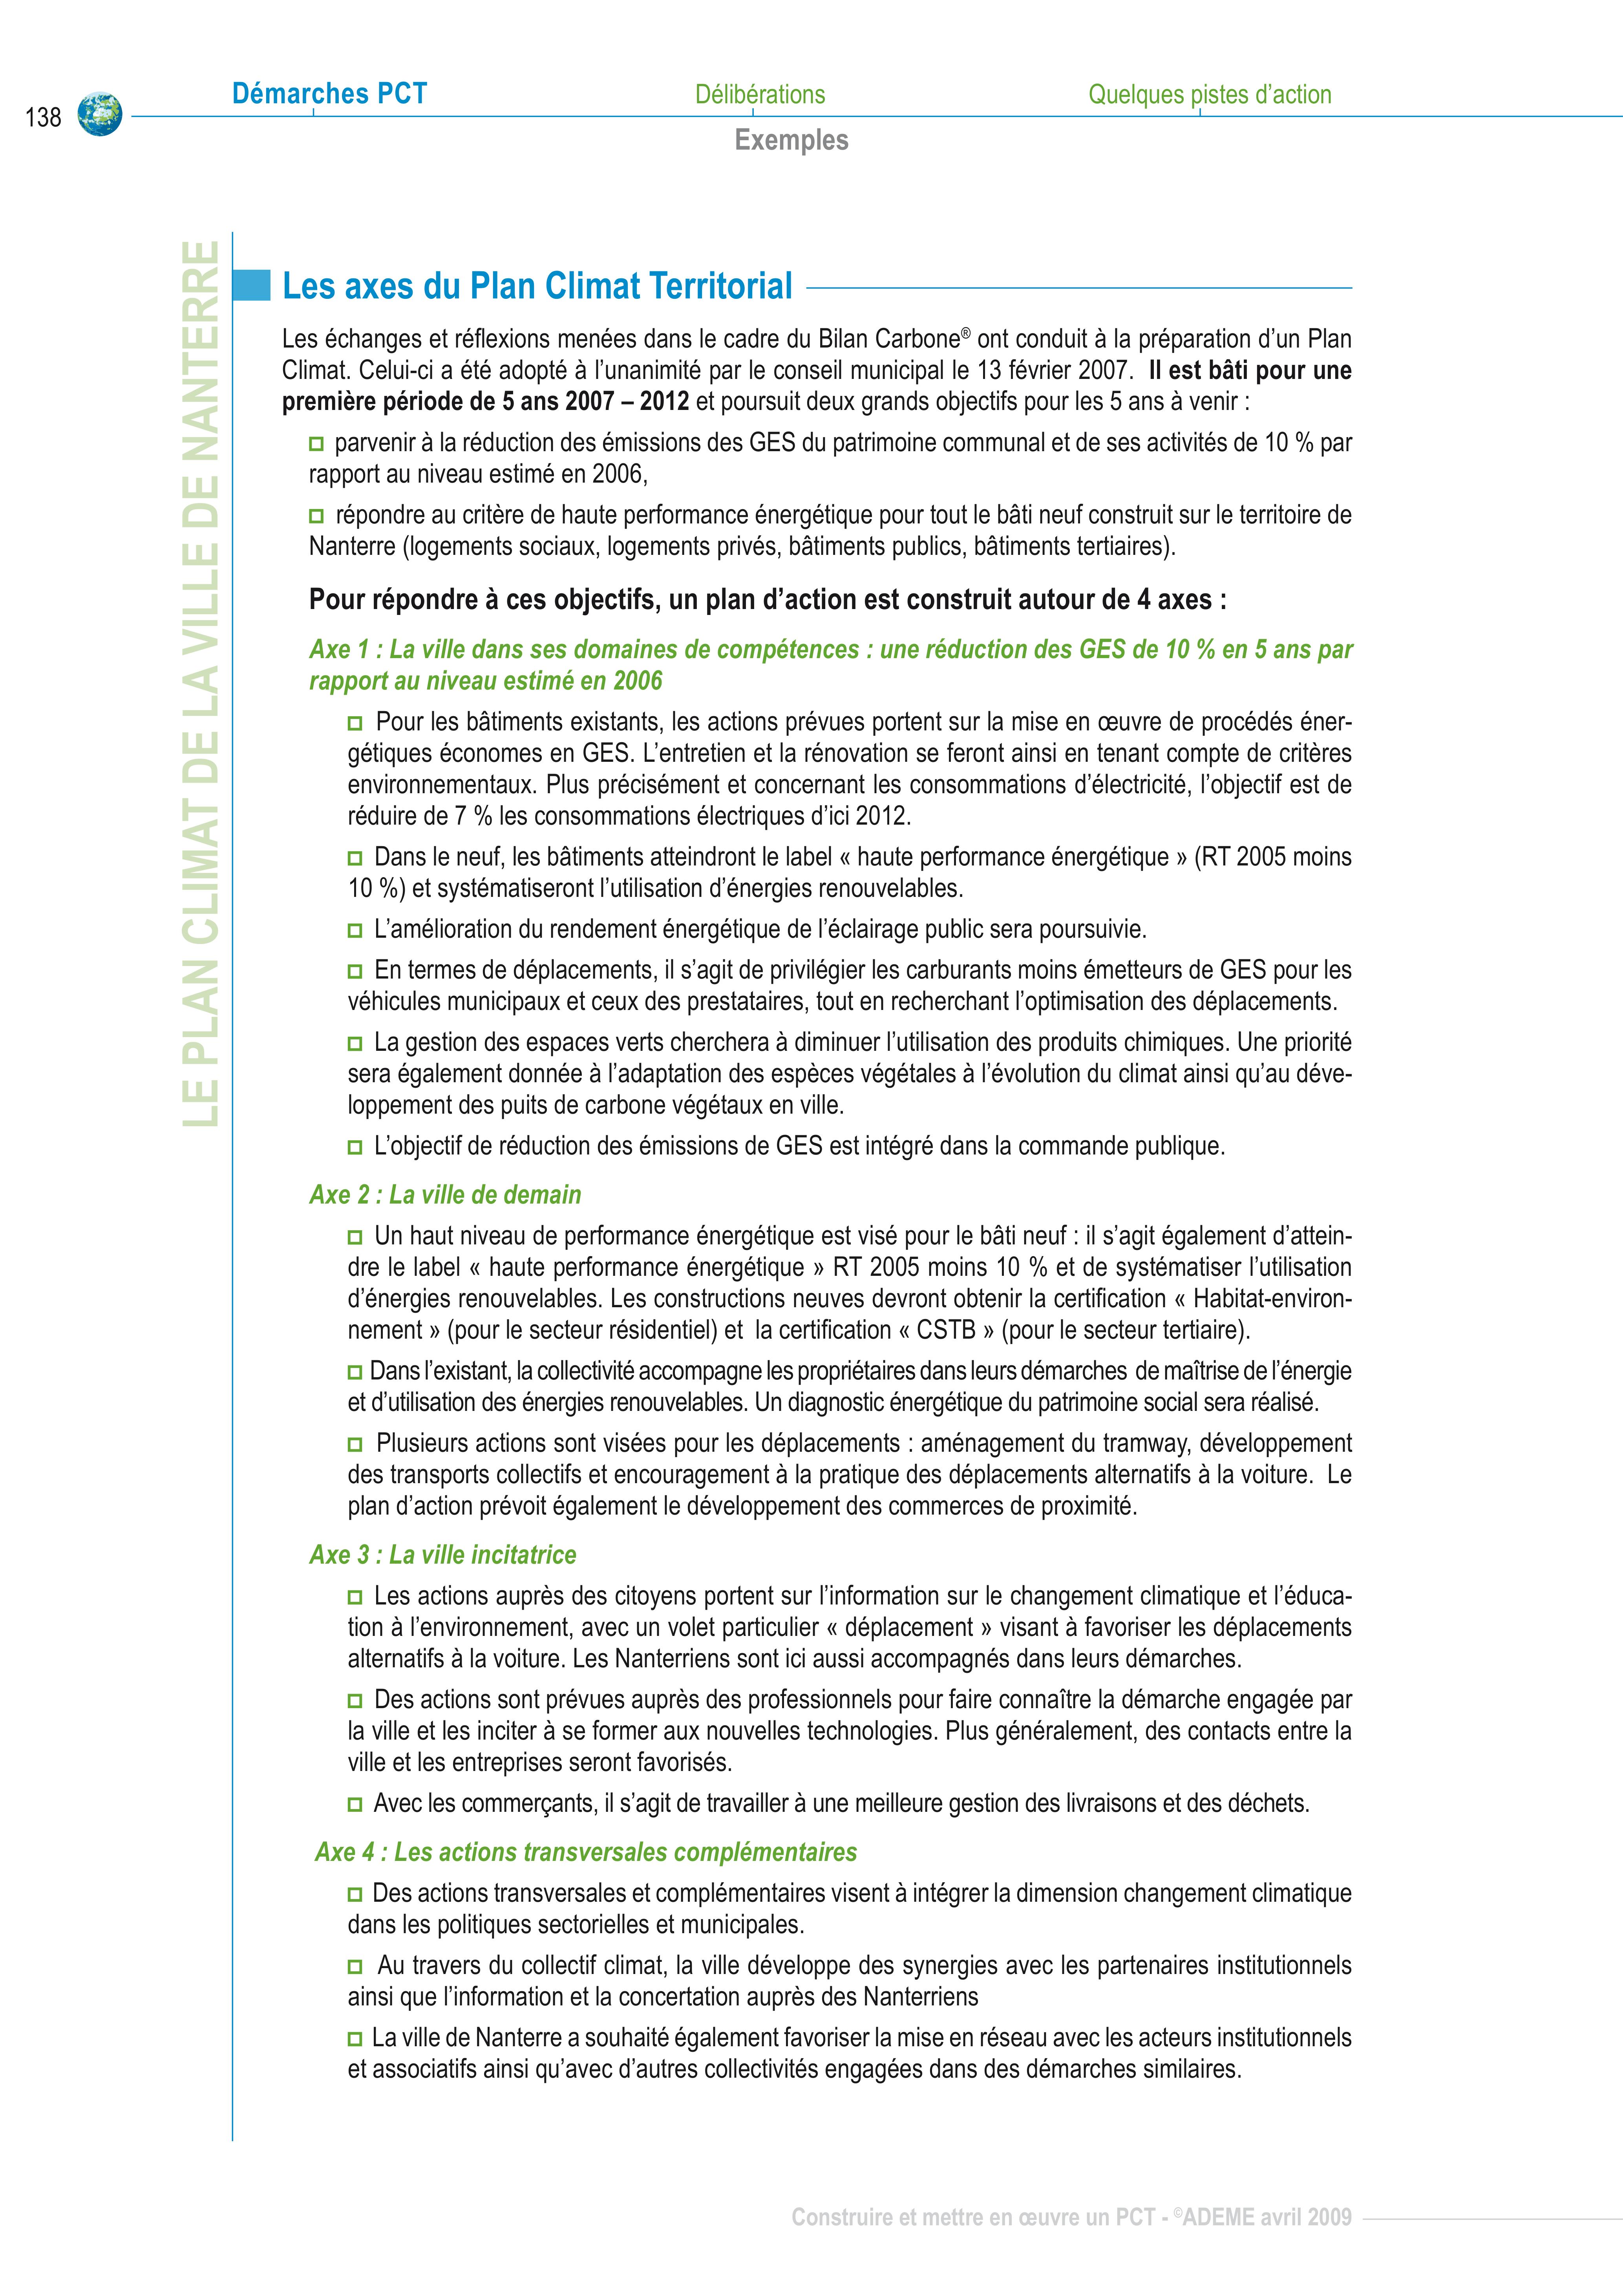 138
Démarches PCT
Délibérations
Quelques pistes d’action
Exemples
LE PLAN CLIMAT DE LA VILLE DE NANTERRE
Les axes du Plan Climat Territorial
Les échanges et réflexions menées dans le cadre du Bilan Carbone® ont conduit à la préparation d’un Plan
Climat. Celui-ci a été adopté à l’unanimité par le conseil municipal le 13 février 2007. Il est bâti pour une
première période de 5 ans 2007 – 2012 et poursuit deux grands objectifs pour les 5 ans à venir :
parvenir à la réduction des émissions des GES du patrimoine communal et de ses activités de 10 % par
rapport au niveau estimé en 2006,
répondre au critère de haute performance énergétique pour tout le bâti neuf construit sur le territoire de
Nanterre (logements sociaux, logements privés, bâtiments publics, bâtiments tertiaires).
Pour répondre à ces objectifs, un plan d’action est construit autour de 4 axes :
Axe 1 : La ville dans ses domaines de compétences : une réduction des GES de 10 % en 5 ans par
rapport au niveau estimé en 2006
Pour les bâtiments existants, les actions prévues portent sur la mise en œuvre de procédés éner-
gétiques économes en GES. L’entretien et la rénovation se feront ainsi en tenant compte de critères
environnementaux. Plus précisément et concernant les consommations d’électricité, l’objectif est de
réduire de 7 % les consommations électriques d’ici 2012.
Dans le neuf, les bâtiments atteindront le label « haute performance énergétique » (RT 2005 moins
10 %) et systématiseront l’utilisation d’énergies renouvelables.
L’amélioration du rendement énergétique de l’éclairage public sera poursuivie.
En termes de déplacements, il s’agit de privilégier les carburants moins émetteurs de GES pour les
véhicules municipaux et ceux des prestataires, tout en recherchant l’optimisation des déplacements.
La gestion des espaces verts cherchera à diminuer l’utilisation des produits chimiques. Une priorité
sera également donnée à l’adaptation des espèces végétales à l’évolution du climat ainsi qu’au déve-
loppement des puits de carbone végétaux en ville.
L’objectif de réduction des émissions de GES est intégré dans la commande publique.
Axe 2 : La ville de demain
Un haut niveau de performance énergétique est visé pour le bâti neuf : il s’agit également d’attein-
dre le label « haute performance énergétique » RT 2005 moins 10 % et de systématiser l’utilisation
d’énergies renouvelables. Les constructions neuves devront obtenir la certification « Habitat-environ-
nement » (pour le secteur résidentiel) et la certification « CSTB » (pour le secteur tertiaire).
Dans l’existant, la collectivité accompagne les propriétaires dans leurs démarches de maîtrise de l’énergie
et d’utilisation des énergies renouvelables. Un diagnostic énergétique du patrimoine social sera réalisé.
Plusieurs actions sont visées pour les déplacements : aménagement du tramway, développement
des transports collectifs et encouragement à la pratique des déplacements alternatifs à la voiture. Le
plan d’action prévoit également le développement des commerces de proximité.
Axe 3 : La ville incitatrice
Les actions auprès des citoyens portent sur l’information sur le changement climatique et l’éduca-
tion à l’environnement, avec un volet particulier « déplacement » visant à favoriser les déplacements
alternatifs à la voiture. Les Nanterriens sont ici aussi accompagnés dans leurs démarches.
Des actions sont prévues auprès des professionnels pour faire connaître la démarche engagée par
la ville et les inciter à se former aux nouvelles technologies. Plus généralement, des contacts entre la
ville et les entreprises seront favorisés.
Avec les commerçants, il s’agit de travailler à une meilleure gestion des livraisons et des déchets.
Axe 4 : Les actions transversales complémentaires
Des actions transversales et complémentaires visent à intégrer la dimension changement climatique
dans les politiques sectorielles et municipales.
Au travers du collectif climat, la ville développe des synergies avec les partenaires institutionnels
ainsi que l’information et la concertation auprès des Nanterriens
La ville de Nanterre a souhaité également favoriser la mise en réseau avec les acteurs institutionnels
et associatifs ainsi qu’avec d’autres collectivités engagées dans des démarches similaires.
Construire et mettre en œuvre un PCT - ©ADEME avril 2009